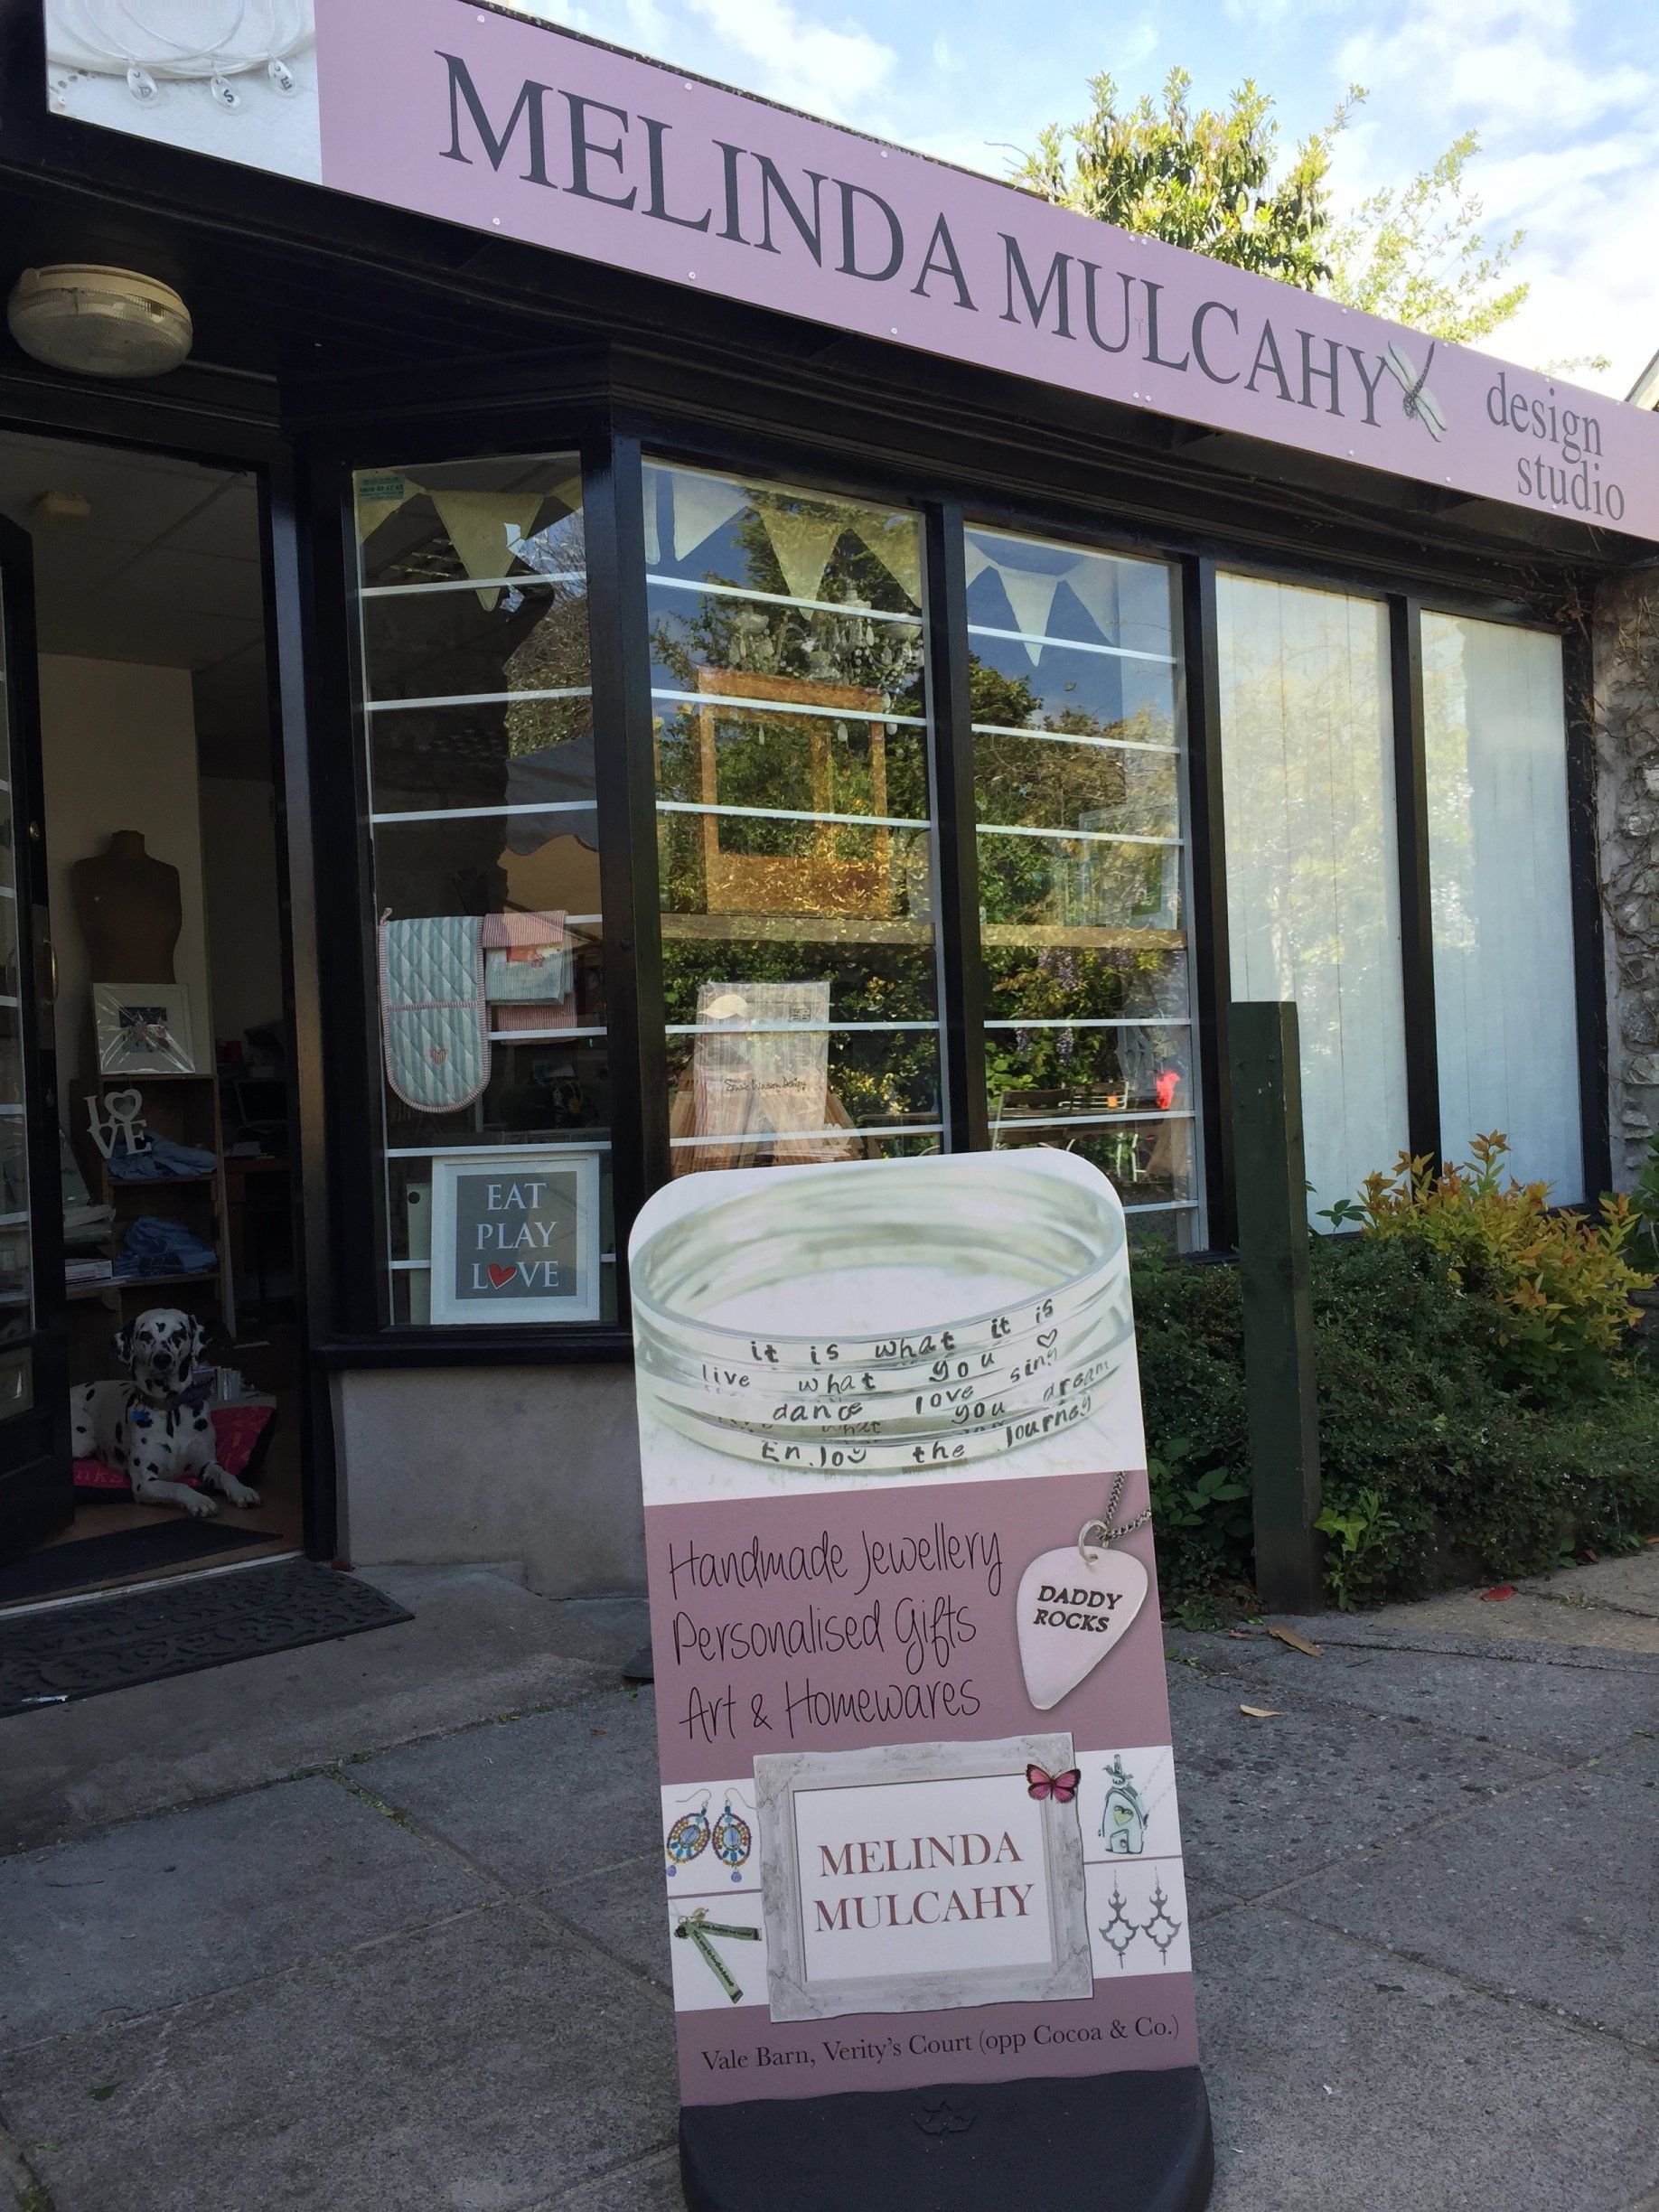 D S E
MELINDA MULCAHY
design
studio
LOVE
EAT
PLAY
LOVE
it is what it is
live what you
dance love sing
you dream
Enjoy the Journey
Handmade Jewellery
Personalised Gifts
Art & Homewares
DADDY
ROCKS
MELINDA
MULCAHY
Vale Barn, Verity's Court (opp Cocoa & Co.)